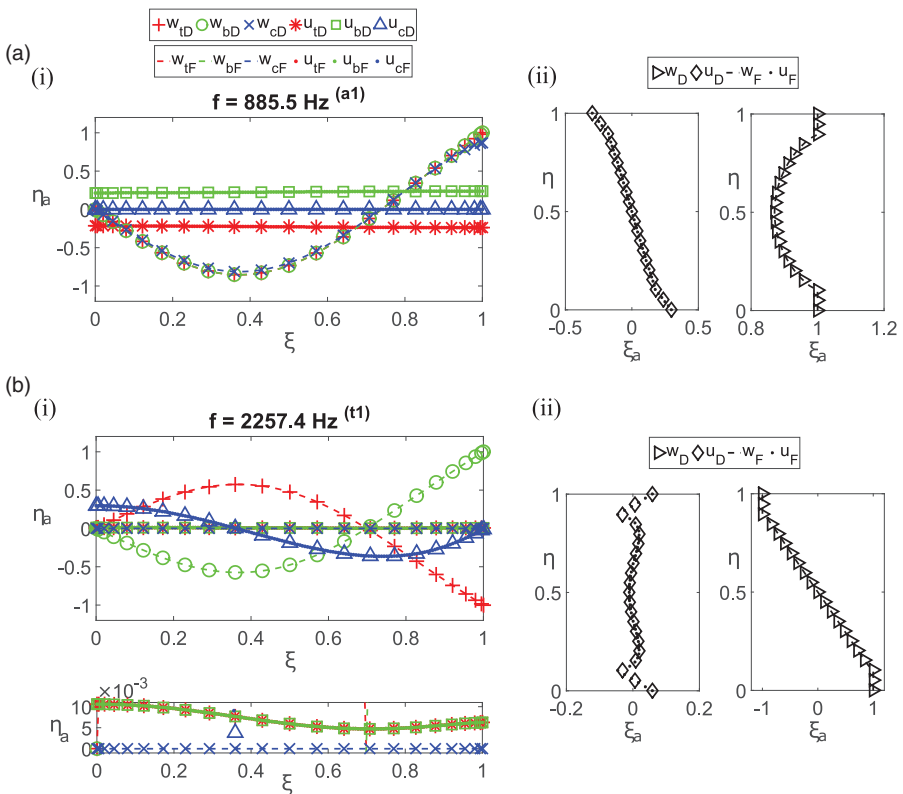 w_tD w_bD w_cD u_tD u_bD u_cD
w_tF w_bF w_cF u_tF u_bF u_cF
(a)
(i)
f = 885.5 Hz (a1)
η_a
1
0.5
0
-0.5
-1
0 0.2 0.4 0.6 0.8 1
ξ
(ii)
w_D u_D w_F u_F
η
1
0.5
0
-0.5 0 0.5
ξ_a
η
1
0.5
0
0.8 1 1.2
ξ_a
(b)
(i)
f = 2257.4 Hz (t1)
η_a
1
0.5
0
-0.5
-1
0 0.2 0.4 0.6 0.8 1
ξ
×10^-3
η_a
10
5
0
0 0.2 0.4 0.6 0.8 1
ξ
(ii)
w_D u_D w_F u_F
η
1
0.5
0
-0.2 0 0.2
ξ_a
η
1
0.5
0
-1 0 1
ξ_a